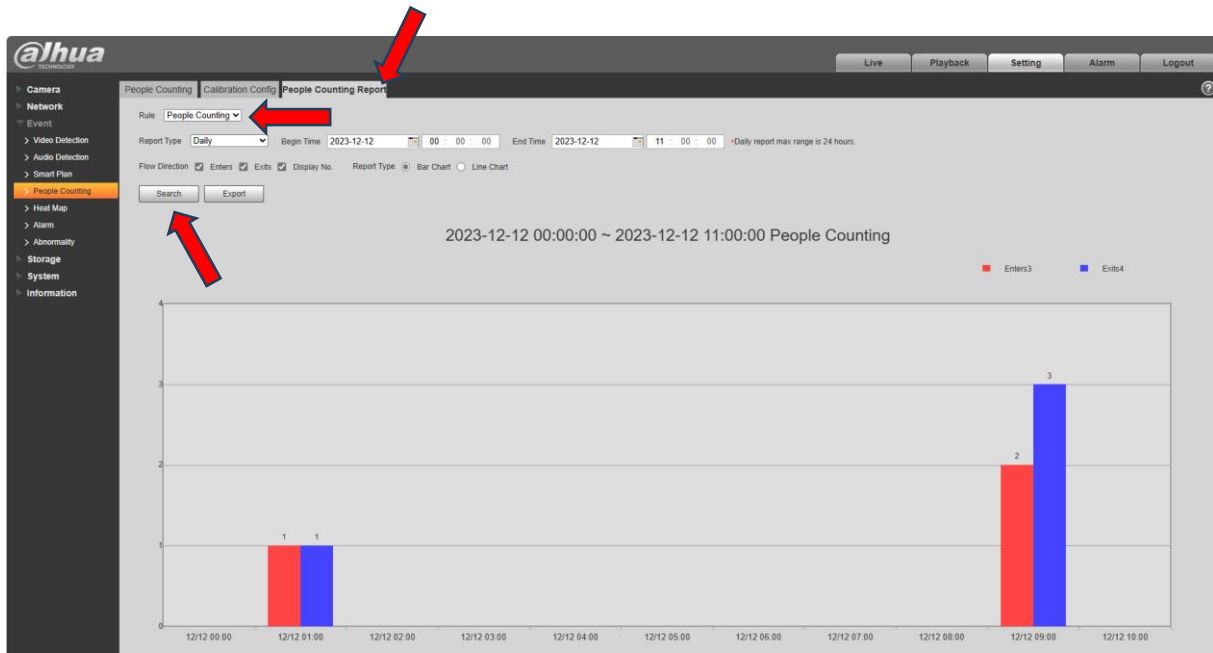 alhua
TECHNOLOGY
Live Playback Setting Alarm Logout
Camera
Network
Event
Video Detection
Audio Detection
Smart Plan
People Counting
Heat Map
Alarm
Abnormality
Storage
System
Information
People Counting Calibration Config People Counting Report
?
Rule People Counting
Report Type Daily Begin Time 2023-12-12 00 : 00 : 00 End Time 2023-12-12 11 : 00 : 00 *Daily report max range is 24 hours.
Flow Direction Enters Exits Display No. Report Type Bar Chart Line Chart
Search Export
2023-12-12 00:00:00 ~ 2023-12-12 11:00:00 People Counting
Enters3 Exits4
4
3
3
2
2
1 1
1
0
12/12 00:00 12/12 01:00 12/12 02:00 12/12 03:00 12/12 04:00 12/12 05:00 12/12 06:00 12/12 07:00 12/12 08:00 12/12 09:00 12/12 10:00